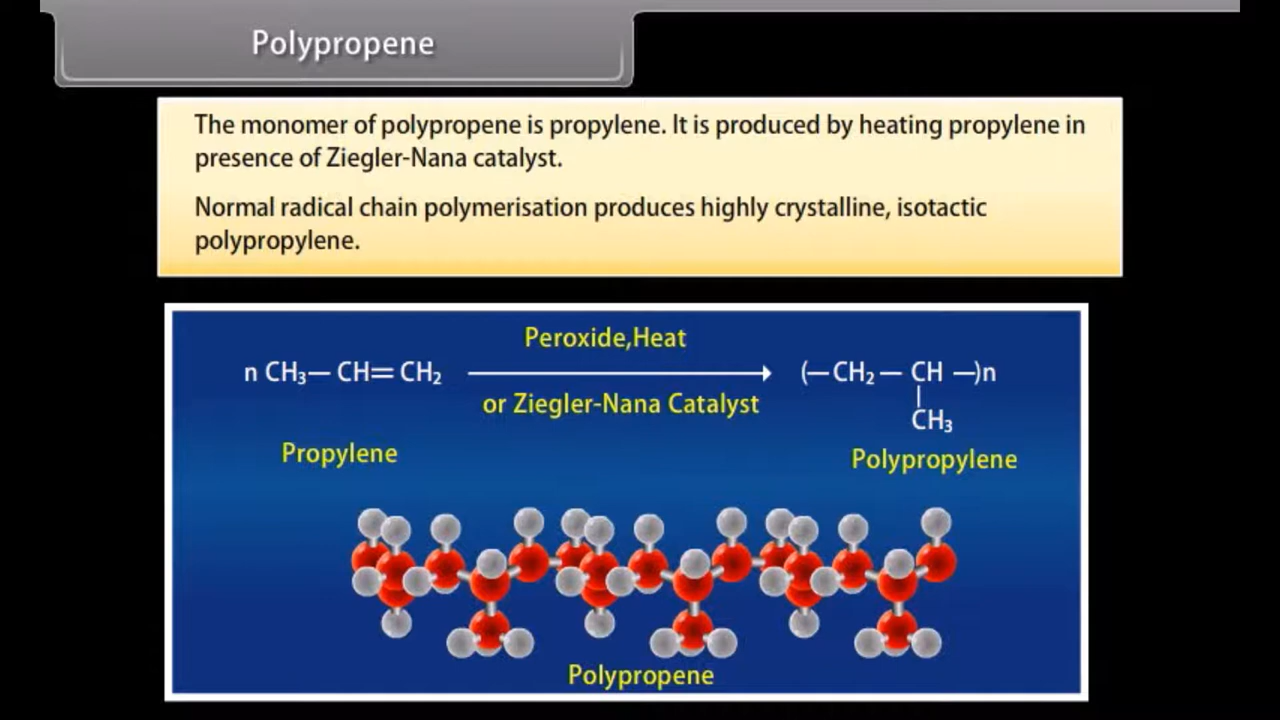 Polypropene
The monomer of polypropene is propylene. It is produced by heating propylene in
presence of Ziegler-Nana catalyst.
Normal radical chain polymerisation produces highly crystalline, isotactic
polypropylene.
Peroxide,Heat
n CH₃— CH═ CH₂ (—CH₂ — CH —)n
or Ziegler-Nana Catalyst
CH₃
Propylene
Polypropylene
Polypropene